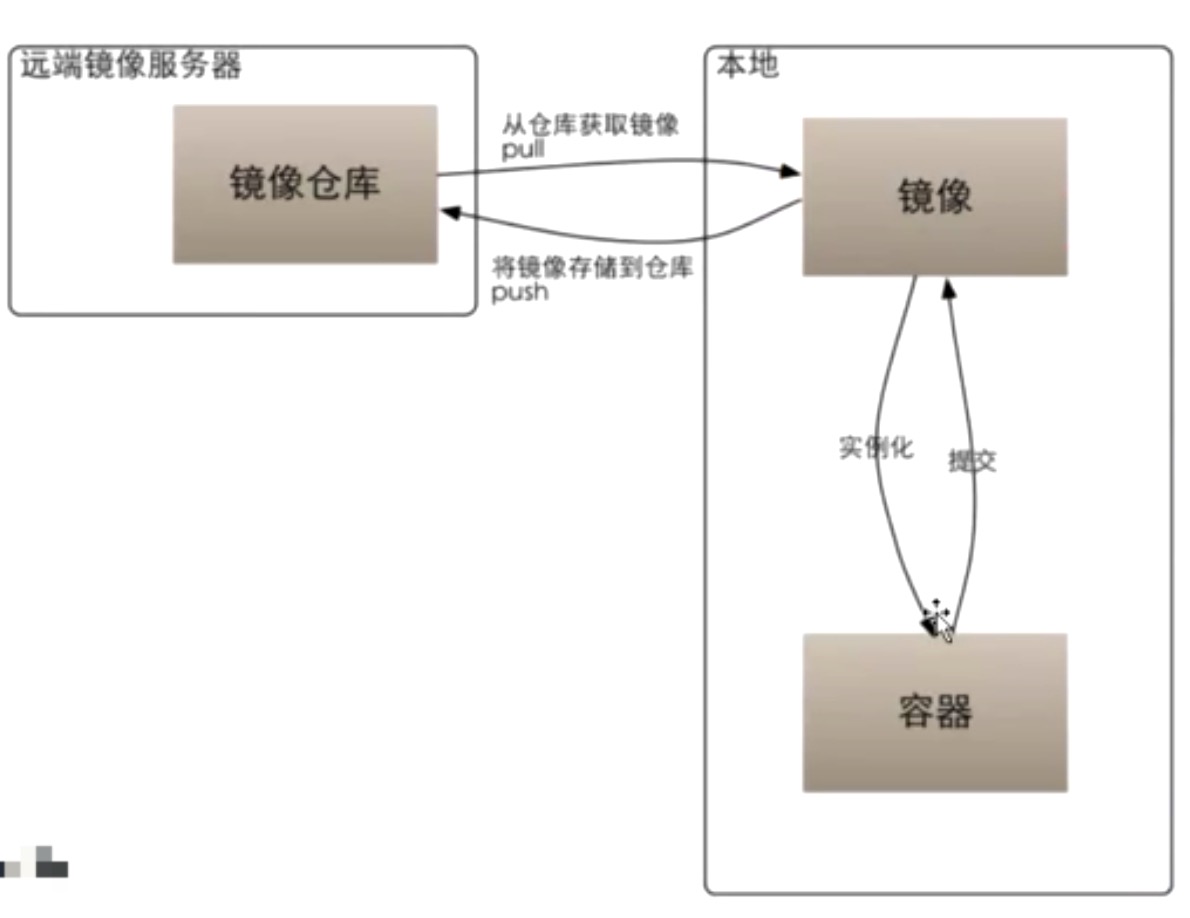 远端镜像服务器
镜像仓库
从仓库获取镜像
pull
将镜像存储到仓库
push
本地
镜像
实例化
提交
容器